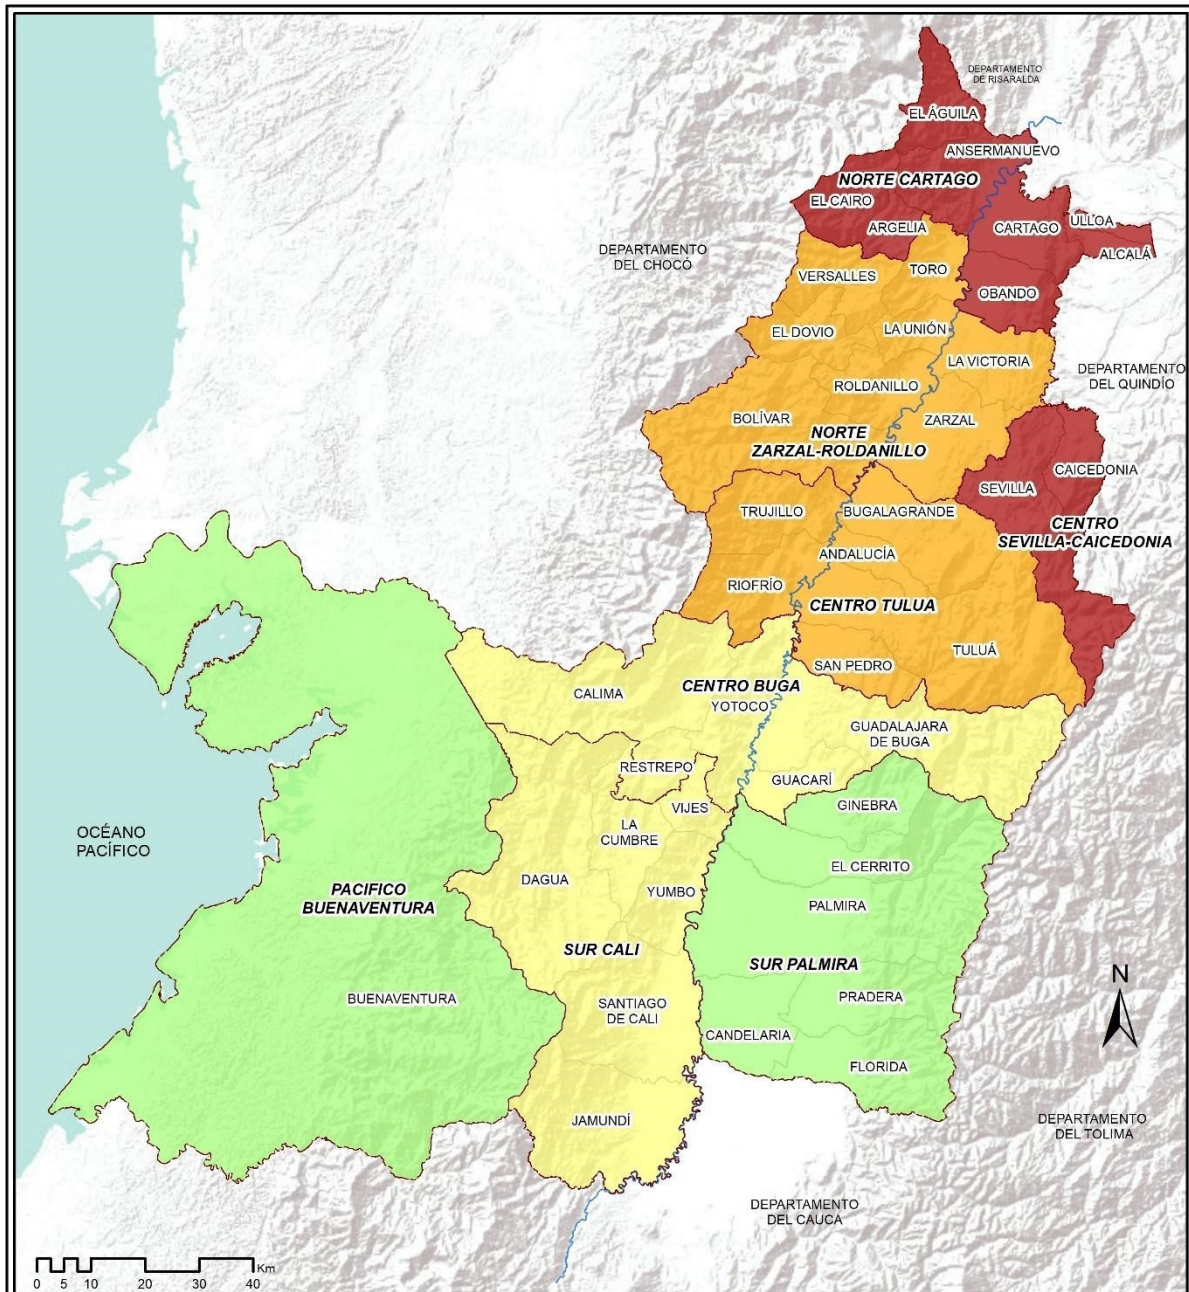 DEPARTAMENTO
DE RISARALDA
EL ÁGUILA
ANSERMANUEVO
NORTE CARTAGO
EL CAIRO
ARGELIA
CARTAGO
ULLOA
ALCALÁ
DEPARTAMENTO
DEL CHOCÓ
VERSALLES
TORO
OBANDO
EL DOVIO
LA UNIÓN
LA VICTORIA
DEPARTAMENTO
DEL QUINDÍO
ROLDANILLO
BOLÍVAR
ZARZAL
NORTE
ZARZAL-ROLDANILLO
CAICEDONIA
SEVILLA
CENTRO
SEVILLA-CAICEDONIA
TRUJILLO
BUGALAGRANDE
ANDALUCÍA
RIOFRÍO
CENTRO TULUA
TULUÁ
SAN PEDRO
CALIMA
CENTRO BUGA
YOTOCO
GUADALAJARA
DE BUGA
RESTREPO
GUACARÍ
VIJES
GINEBRA
LA
CUMBRE
OCÉANO
PACÍFICO
EL CERRITO
DAGUA
YUMBO
PACIFICO
BUENAVENTURA
PALMIRA
SUR CALI
SUR PALMIRA
N
BUENAVENTURA
SANTIAGO
DE CALI
PRADERA
CANDELARIA
FLORIDA
JAMUNDÍ
DEPARTAMENTO
DEL TOLIMA
DEPARTAMENTO
DEL CAUCA
Km
0 5 10 20 30 40